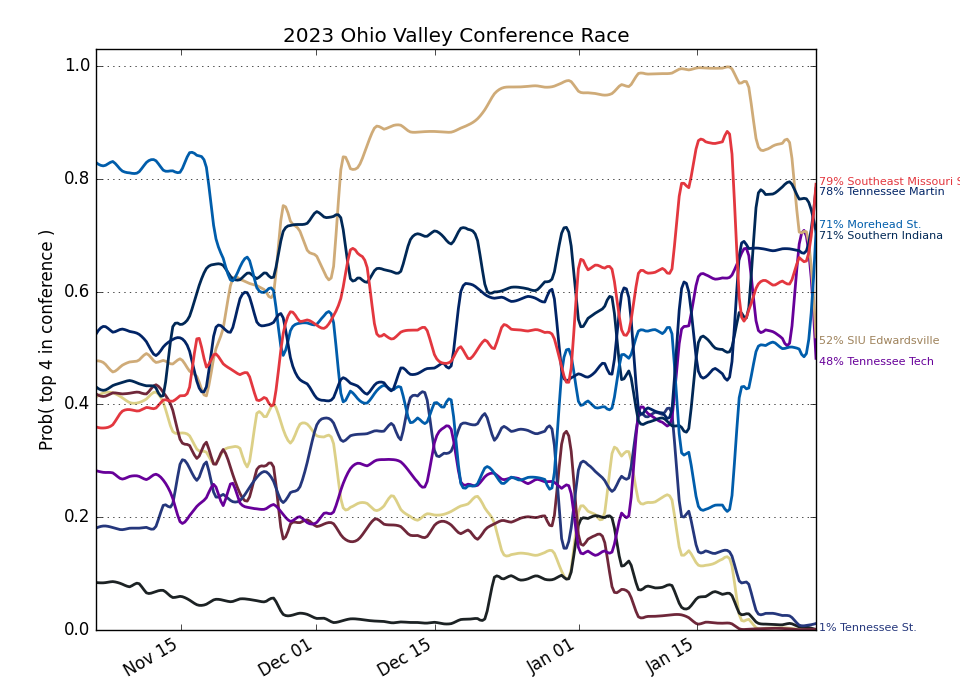 2023 Ohio Valley Conference Race
Prob( top 4 in conference )
1.0
0.8
0.6
0.4
0.2
0.0
Nov 15
Dec 01
Dec 15
Jan 01
Jan 15
79% Southeast Missouri S
78% Tennessee Martin
71% Morehead St.
71% Southern Indiana
52% SIU Edwardsville
48% Tennessee Tech
1% Tennessee St.